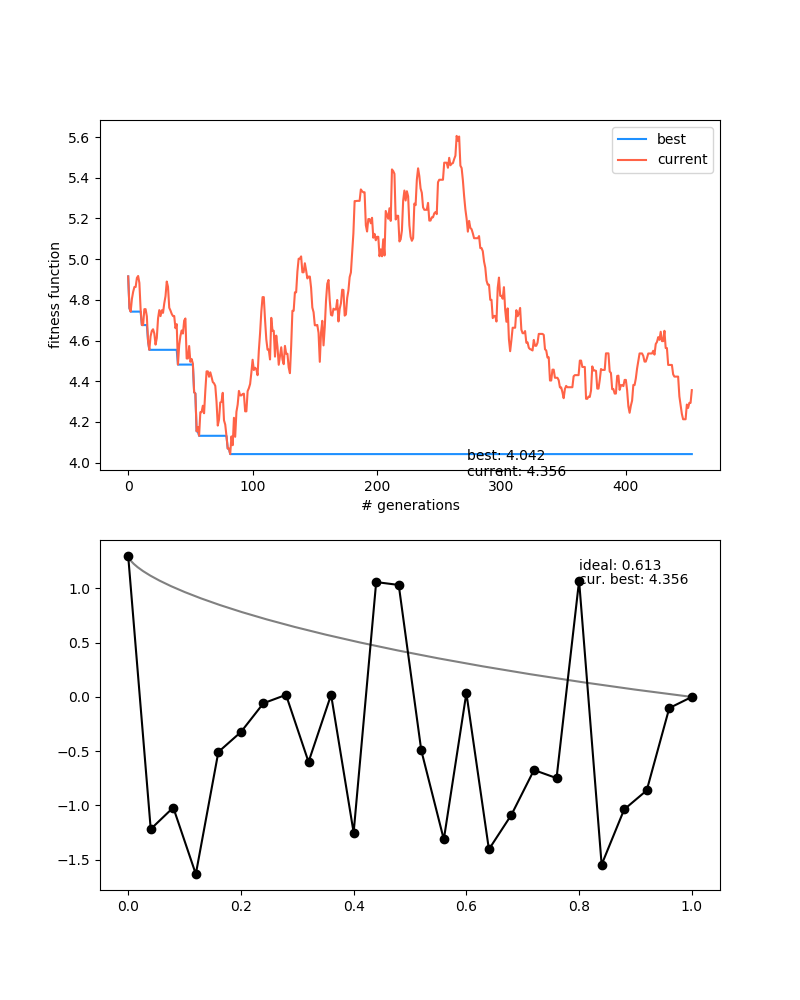 5.6
5.4
5.2
5.0
4.8
4.6
4.4
4.2
4.0
fitness function
best
current
best: 4.042
current: 4.356
0 100 200 300 400
# generations
1.0
0.5
0.0
−0.5
−1.0
−1.5
ideal: 0.613
cur. best: 4.356
0.0 0.2 0.4 0.6 0.8 1.0